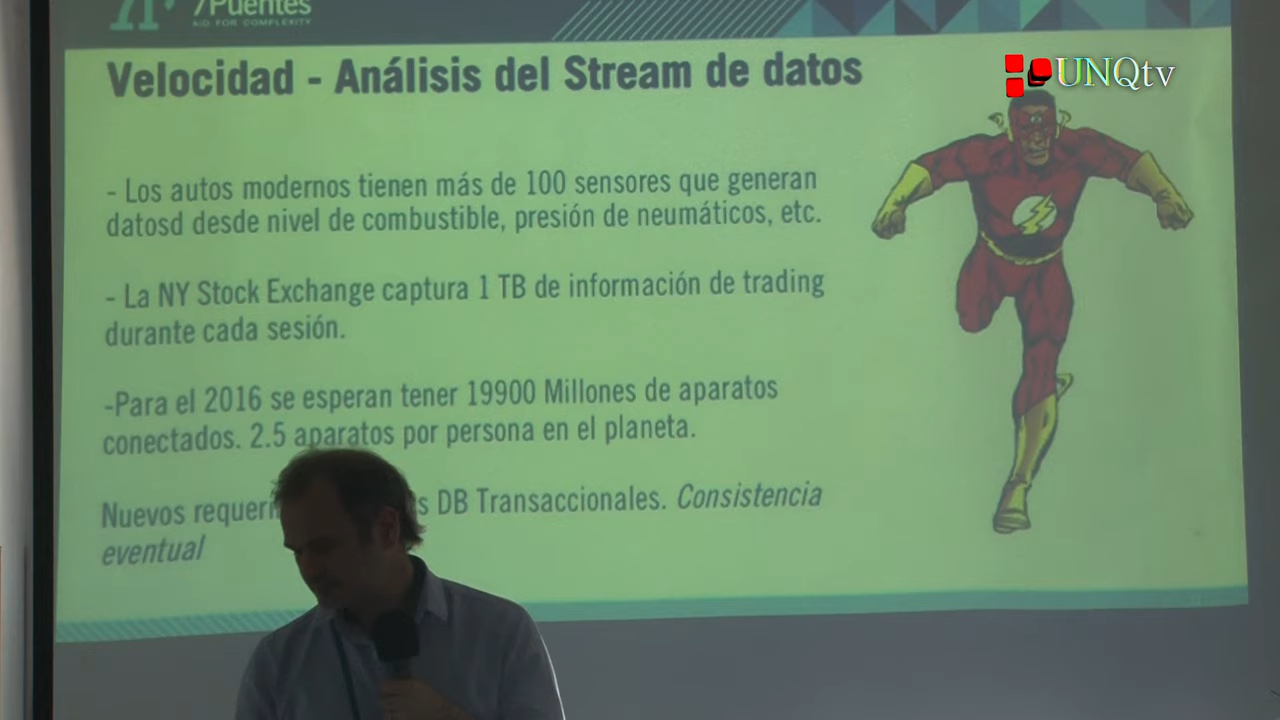 7Puentes
AID FOR COMPLEXITY
UNQtv
Velocidad - Análisis del Stream de datos
- Los autos modernos tienen más de 100 sensores que generan
datosd desde nivel de combustible, presión de neumáticos, etc.
- La NY Stock Exchange captura 1 TB de información de trading
durante cada sesión.
-Para el 2016 se esperan tener 19900 Millones de aparatos
conectados. 2.5 aparatos por persona en el planeta.
Nuevos DB Transaccionales. Consistencia
eventual